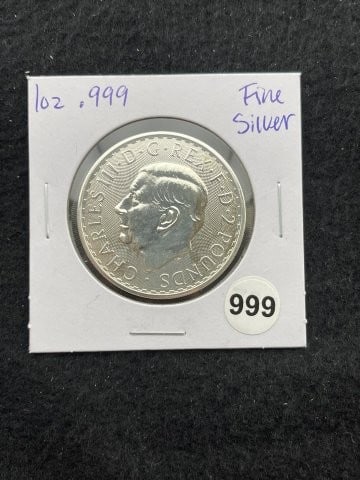 1oz .999
Fine
Silver
CHARLES III·D·G·REX·F·D·2 POUNDS
999